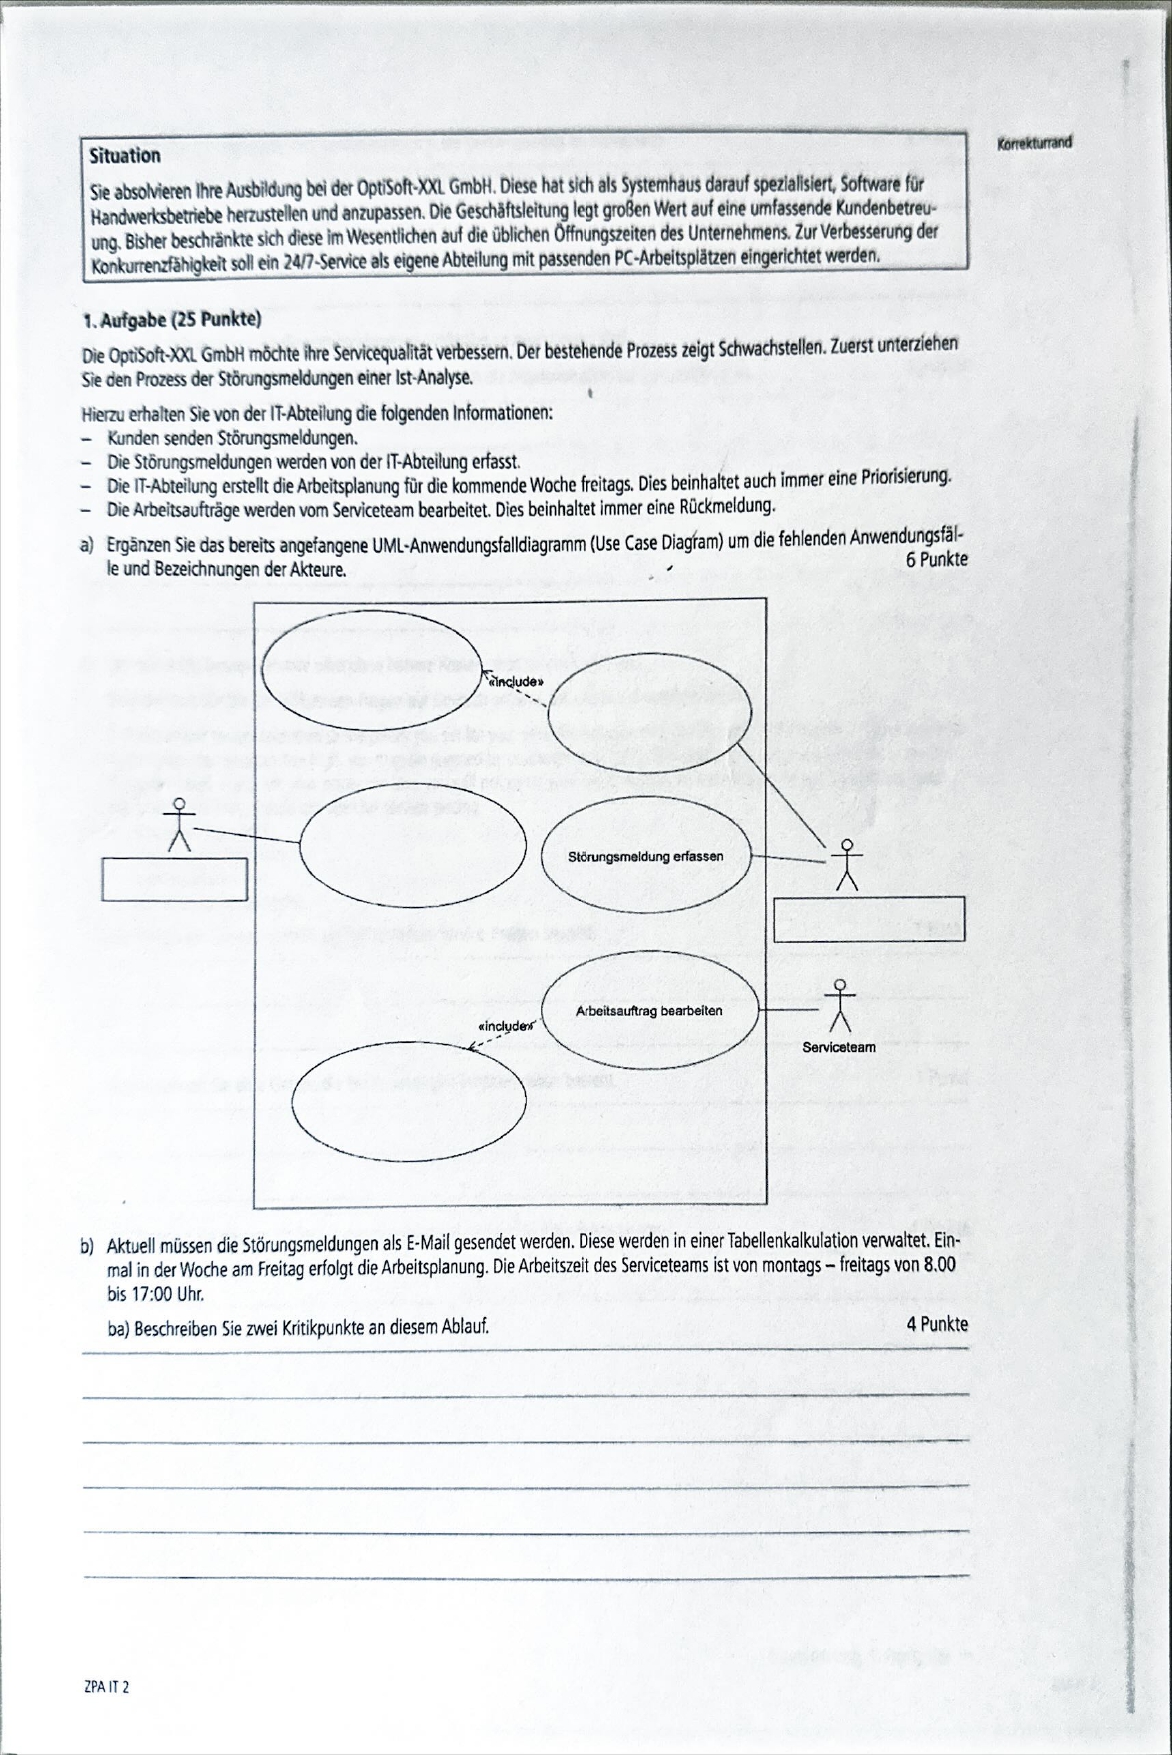 Korrekturrand
Situation
Sie absolvieren Ihre Ausbildung bei der OptiSoft-XXL GmbH. Diese hat sich als Systemhaus darauf spezialisiert, Software für
Handwerksbetriebe herzustellen und anzupassen. Die Geschäftsleitung legt großen Wert auf eine umfassende Kundenbetreu-
ung. Bisher beschränkte sich diese im Wesentlichen auf die üblichen Öffnungszeiten des Unternehmens. Zur Verbesserung der
Konkurrenzfähigkeit soll ein 24/7-Service als eigene Abteilung mit passenden PC-Arbeitsplätzen eingerichtet werden.
1. Aufgabe (25 Punkte)
Die OptiSoft-XXL GmbH möchte ihre Servicequalität verbessern. Der bestehende Prozess zeigt Schwachstellen. Zuerst unterziehen
Sie den Prozess der Störungsmeldungen einer Ist-Analyse.
Hierzu erhalten Sie von der IT-Abteilung die folgenden Informationen:
– Kunden senden Störungsmeldungen.
– Die Störungsmeldungen werden von der IT-Abteilung erfasst.
– Die IT-Abteilung erstellt die Arbeitsplanung für die kommende Woche freitags. Dies beinhaltet auch immer eine Priorisierung.
– Die Arbeitsaufträge werden vom Serviceteam bearbeitet. Dies beinhaltet immer eine Rückmeldung.
a) Ergänzen Sie das bereits angefangene UML-Anwendungsfalldiagramm (Use Case Diagram) um die fehlenden Anwendungsfäl-
le und Bezeichnungen der Akteure. 6 Punkte
«include»
Störungsmeldung erfassen
Arbeitsauftrag bearbeiten
«include»
Serviceteam
b) Aktuell müssen die Störungsmeldungen als E-Mail gesendet werden. Diese werden in einer Tabellenkalkulation verwaltet. Ein-
mal in der Woche am Freitag erfolgt die Arbeitsplanung. Die Arbeitszeit des Serviceteams ist von montags – freitags von 8.00
bis 17:00 Uhr.
ba) Beschreiben Sie zwei Kritikpunkte an diesem Ablauf. 4 Punkte
ZPA IT 2